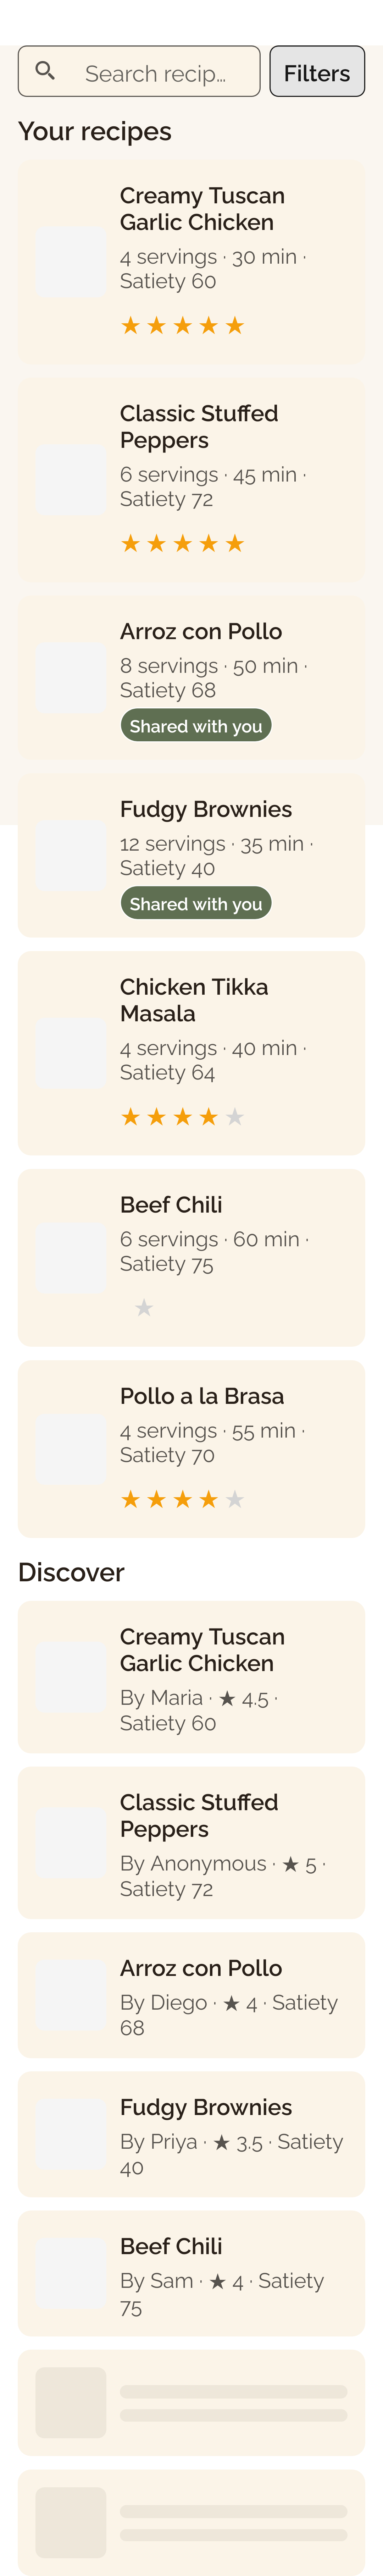 Search recip...
Filters
Your recipes
Creamy Tuscan
Garlic Chicken
4 servings · 30 min ·
Satiety 60
★ ★ ★ ★ ★
Classic Stuffed
Peppers
6 servings · 45 min ·
Satiety 72
★ ★ ★ ★ ★
Arroz con Pollo
8 servings · 50 min ·
Satiety 68
Shared with you
Fudgy Brownies
12 servings · 35 min ·
Satiety 40
Shared with you
Chicken Tikka
Masala
4 servings · 40 min ·
Satiety 64
★ ★ ★ ★ ★
Beef Chili
6 servings · 60 min ·
Satiety 75
★
Pollo a la Brasa
4 servings · 55 min ·
Satiety 70
★ ★ ★ ★ ★
Discover
Creamy Tuscan
Garlic Chicken
By Maria · ★ 4.5 ·
Satiety 60
Classic Stuffed
Peppers
By Anonymous · ★ 5 ·
Satiety 72
Arroz con Pollo
By Diego · ★ 4 · Satiety
68
Fudgy Brownies
By Priya · ★ 3.5 · Satiety
40
Beef Chili
By Sam · ★ 4 · Satiety
75